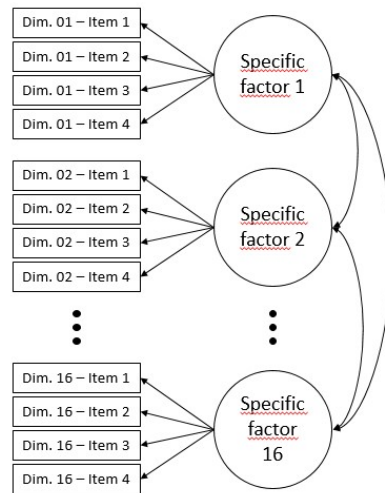 Dim. 01 – Item 1
Dim. 01 – Item 2
Dim. 01 – Item 3
Dim. 01 – Item 4
Specific
factor 1
Dim. 02 – Item 1
Dim. 02 – Item 2
Dim. 02 – Item 3
Dim. 02 – Item 4
Specific
factor 2
Dim. 16 – Item 1
Dim. 16 – Item 2
Dim. 16 – Item 3
Dim. 16 – Item 4
Specific
factor
16